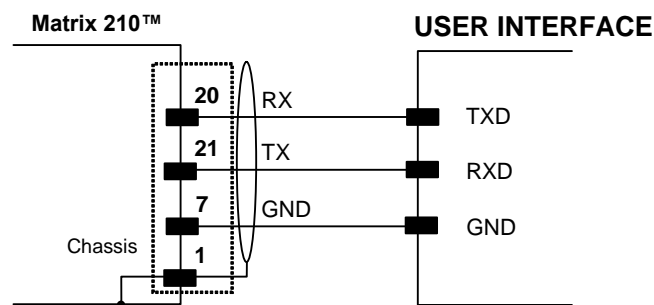 Matrix 210™
USER INTERFACE
20 RX TXD
21 TX RXD
7 GND GND
Chassis 1